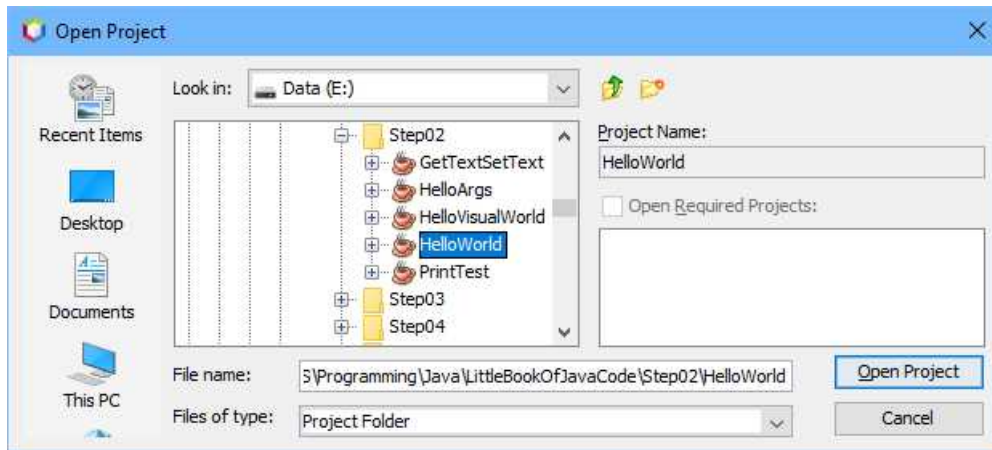 Open Project
Look in: Data (E:)
Recent Items
Desktop
Documents
This PC
Step02
GetTextSetText
HelloArgs
HelloVisualWorld
HelloWorld
PrintTest
Step03
Step04
Project Name:
HelloWorld
Open Required Projects:
File name: S\Programming\Java\LittleBookOfJavaCode\Step02\HelloWorld
Open Project
Files of type: Project Folder
Cancel